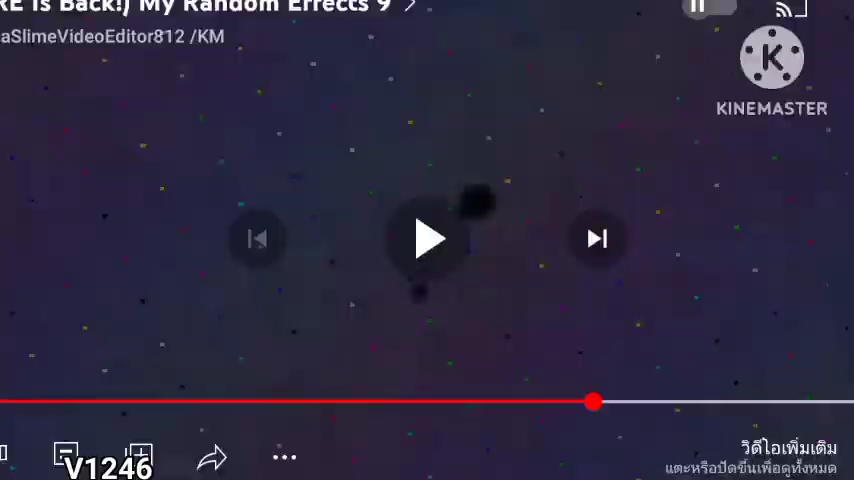 RE Is Back!) My Random Effects 9
aSlimeVideoEditor812 /KM
K
KINEMASTER
วิดีโอเพิ่มเติม
แตะหรือปัดขึ้นเพื่อดูทั้งหมด
V1246